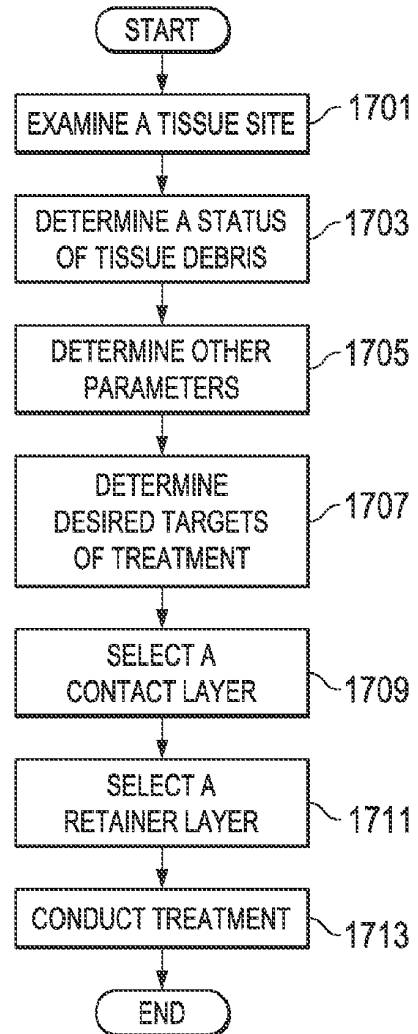 START
EXAMINE A TISSUE SITE
1701
DETERMINE A STATUS
OF TISSUE DEBRIS
1703
DETERMINE OTHER
PARAMETERS
1705
DETERMINE
DESIRED TARGETS
OF TREATMENT
1707
SELECT A
CONTACT LAYER
1709
SELECT A
RETAINER LAYER
1711
CONDUCT TREATMENT
1713
END